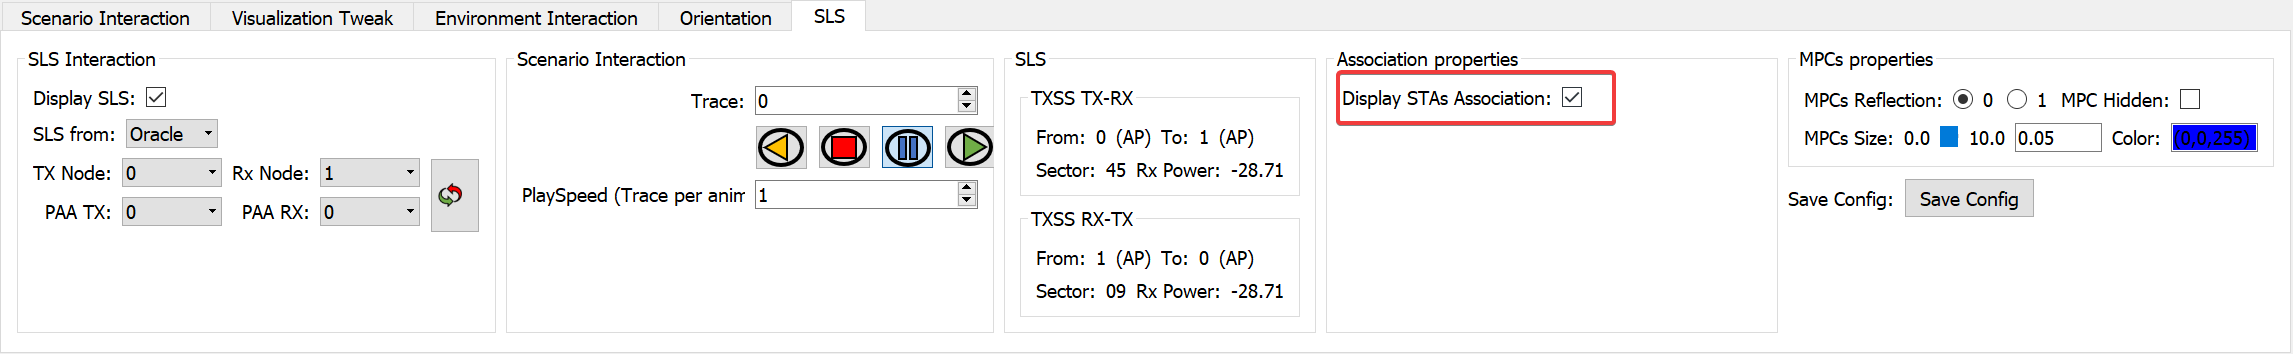 Scenario Interaction Visualization Tweak Environment Interaction Orientation SLS
SLS Interaction
Display SLS:
SLS from: Oracle
TX Node: 0 Rx Node: 1
PAA TX: 0 PAA RX: 0
Scenario Interaction
Trace: 0
PlaySpeed (Trace per anim 1
SLS
TXSS TX-RX
From: 0 (AP) To: 1 (AP)
Sector: 45 Rx Power: -28.71
TXSS RX-TX
From: 1 (AP) To: 0 (AP)
Sector: 09 Rx Power: -28.71
Association properties
Display STAs Association:
MPCs properties
MPCs Reflection: 0 1 MPC Hidden:
MPCs Size: 0.0 10.0 0.05 Color: (0,0,255)
Save Config: Save Config